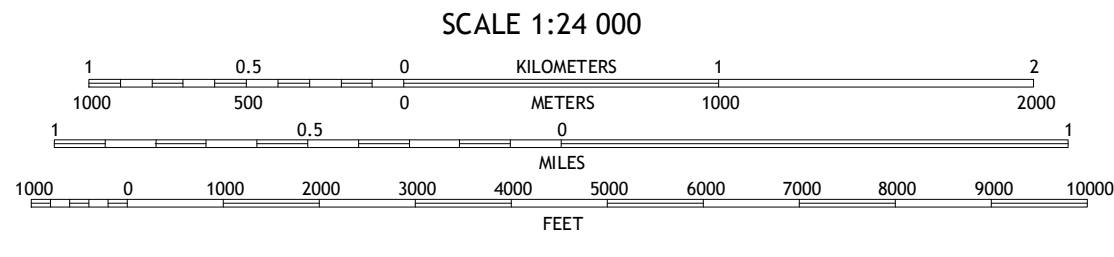 SCALE 1:24 000
1 0.5 0 KILOMETERS 1 2
1000 500 0 METERS 1000 2000
1 0.5 0 1
MILES
1000 0 1000 2000 3000 4000 5000 6000 7000 8000 9000 10000
FEET